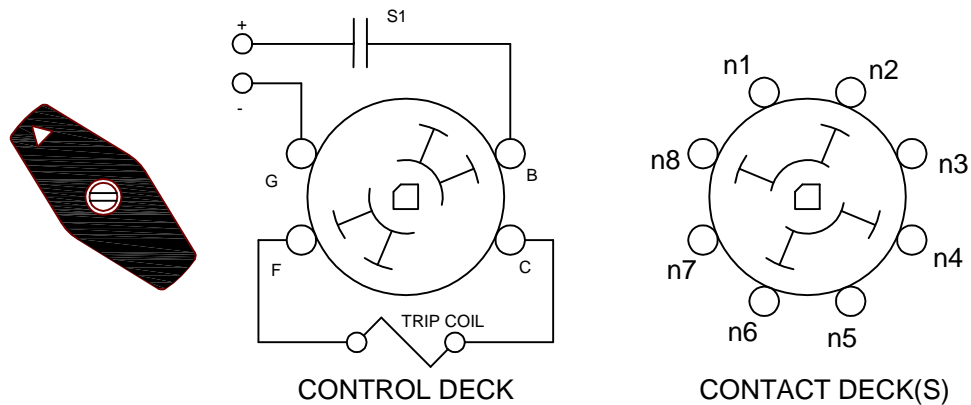 S1
+
-
G
B
F
C
TRIP COIL
CONTROL DECK
n1
n2
n8
n3
n7
n4
n6
n5
CONTACT DECK(S)